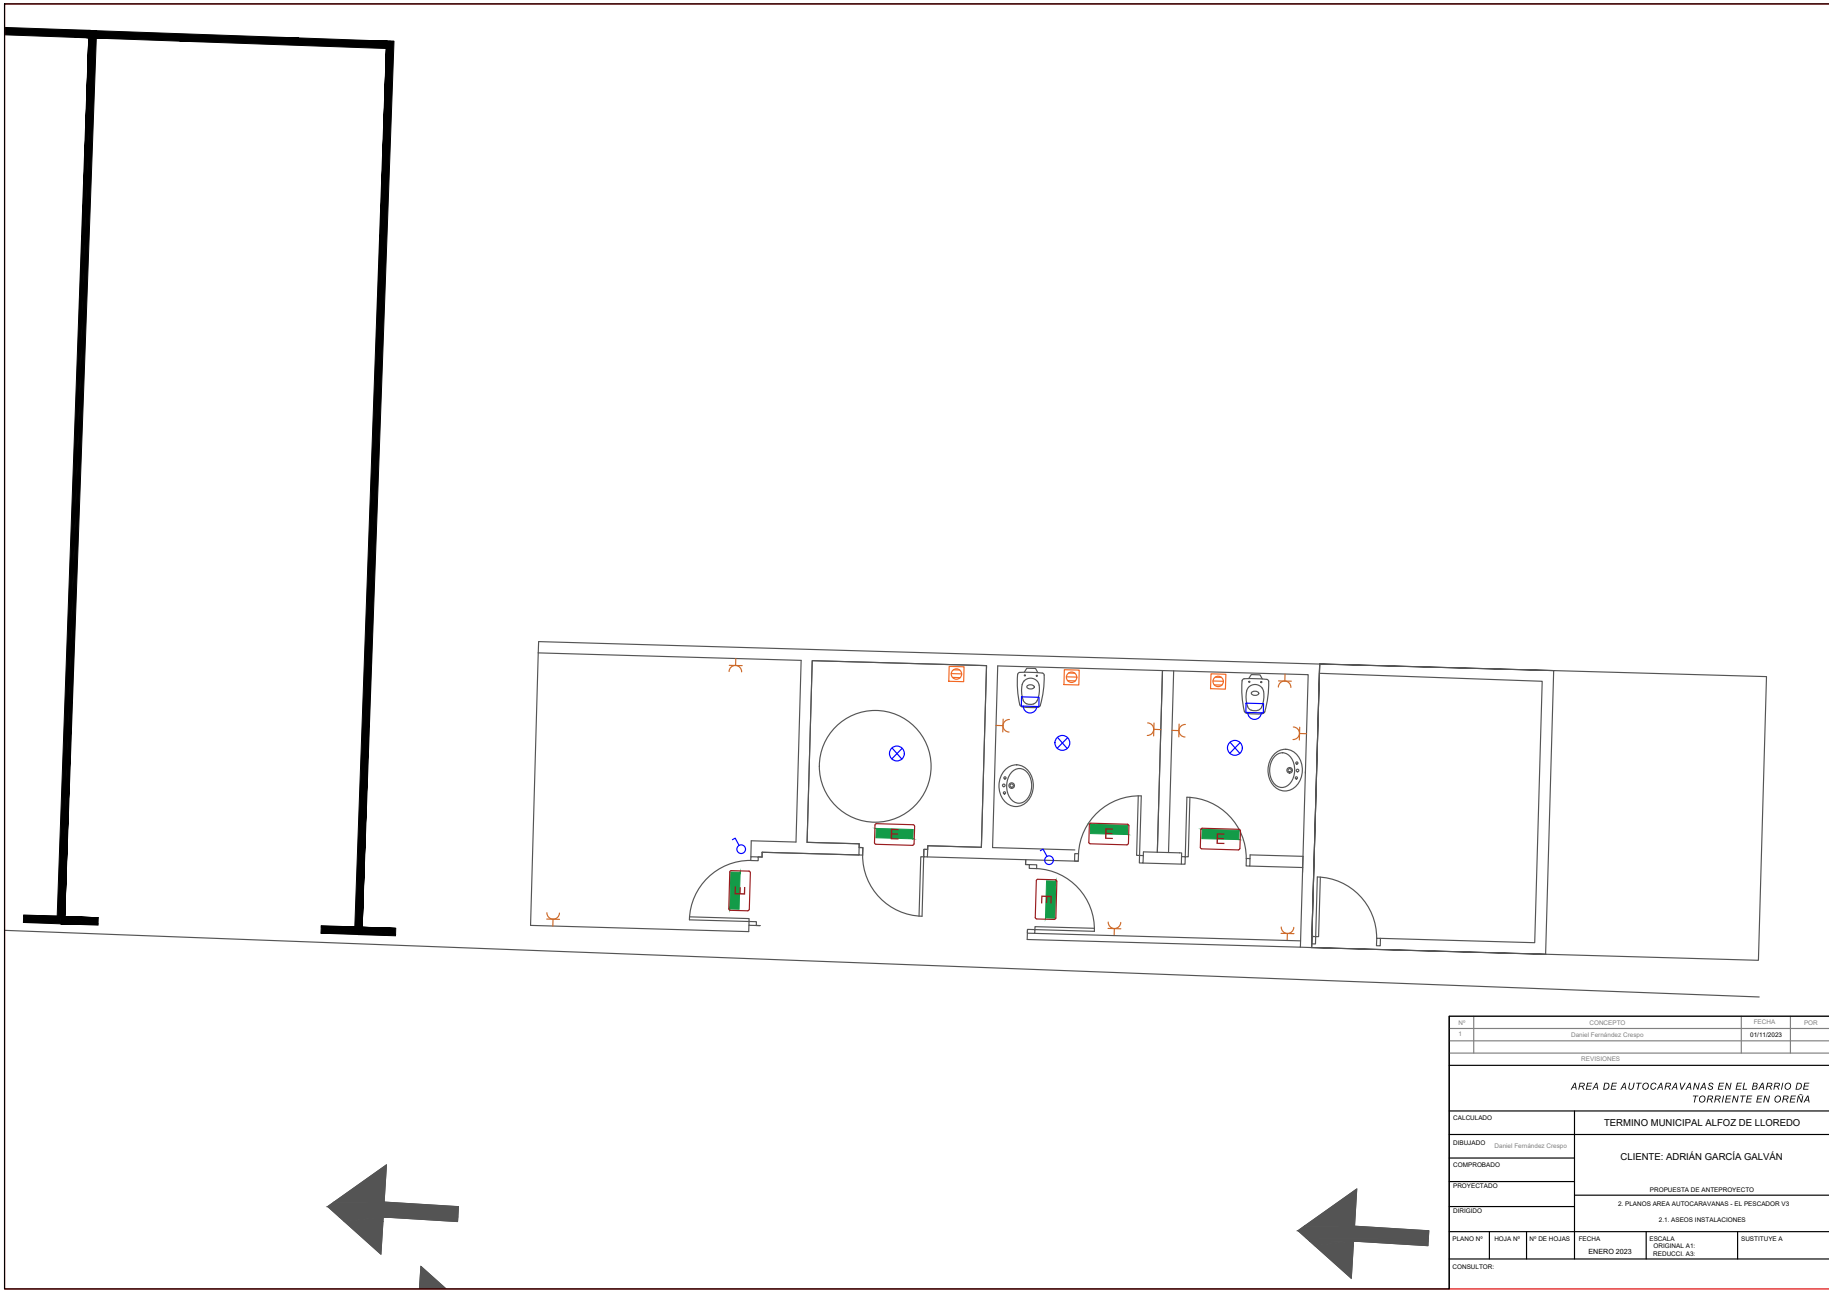 E
E
E
E
E
Nº CONCEPTO FECHA POR
1 Daniel Fernández Crespo 01/11/2023
REVISIONES
AREA DE AUTOCARAVANAS EN EL BARRIO DE
TORRIENTE EN OREÑA
CALCULADO
TERMINO MUNICIPAL ALFOZ DE LLOREDO
DIBUJADO Daniel Fernández Crespo
CLIENTE: ADRIÁN GARCÍA GALVÁN
COMPROBADO
PROYECTADO
PROPUESTA DE ANTEPROYECTO
2. PLANOS AREA AUTOCARAVANAS - EL PESCADOR V3
DIRIGIDO
2.1. ASEOS INSTALACIONES
PLANO Nº HOJA Nº Nº DE HOJAS FECHA ESCALA SUSTITUYE A
ORIGINAL A1:
ENERO 2023
REDUCCI. A3:
CONSULTOR: